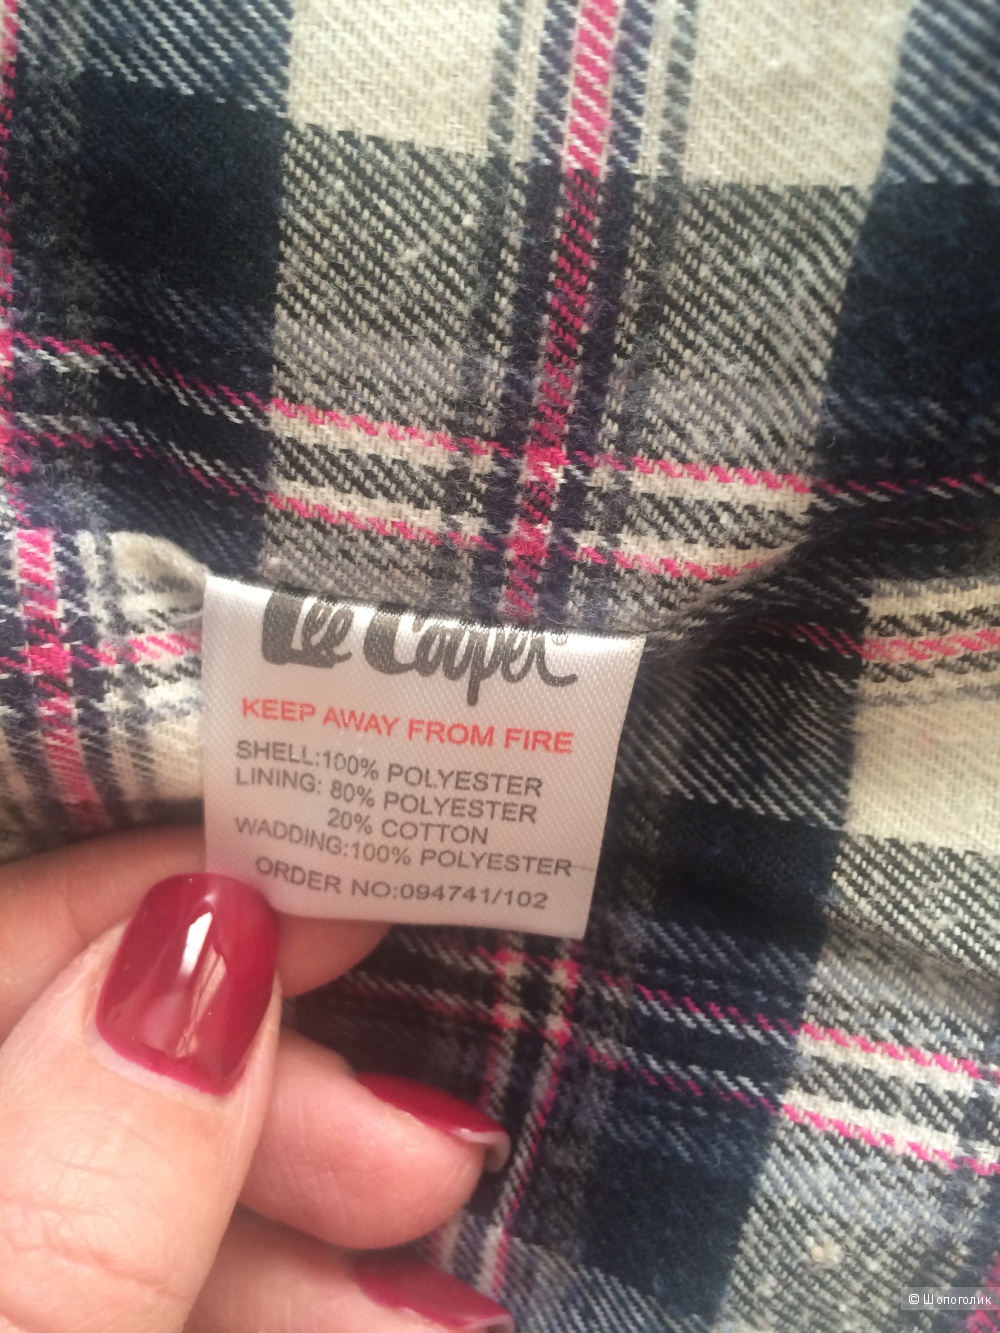 Lee Cooper®
KEEP AWAY FROM FIRE
SHELL:100% POLYESTER
LINING: 80% POLYESTER
20% COTTON
WADDING:100% POLYESTER
ORDER NO:094741/102
© Шопоголик